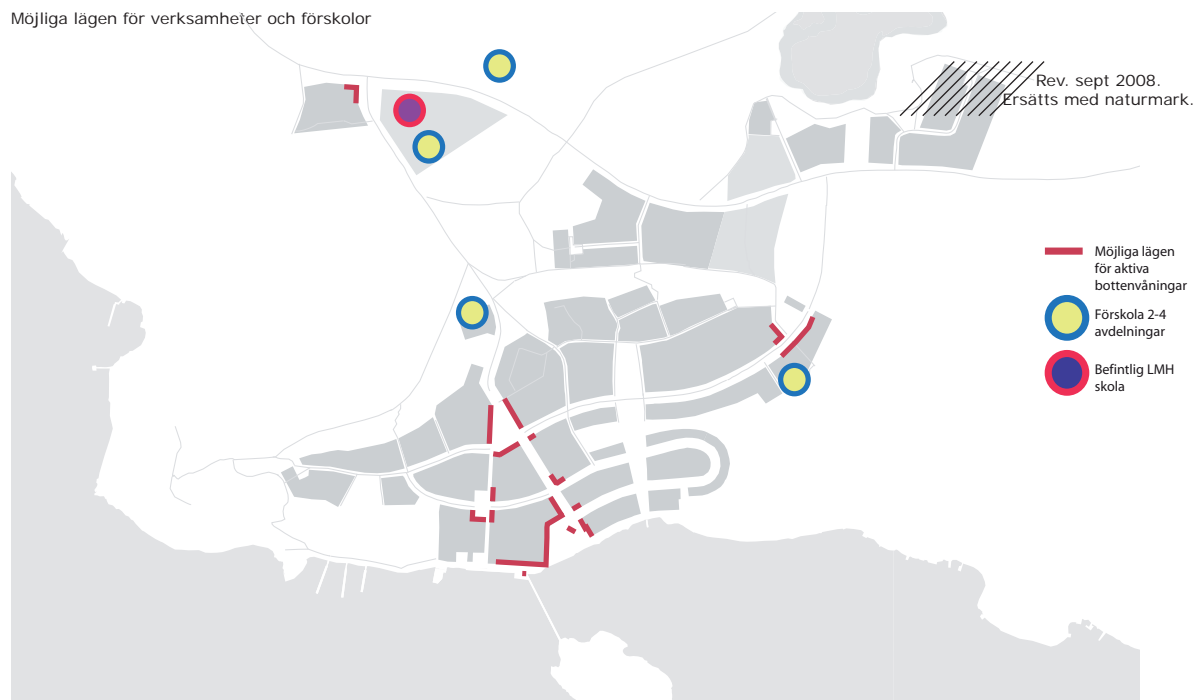 Möjliga lägen för verksamheter och förskolor
Rev. sept 2008.
Ersätts med naturmark.
Möjliga lägen
för aktiva
bottenvåningar
Förskola 2-4
avdelningar
Befintlig LMH
skola